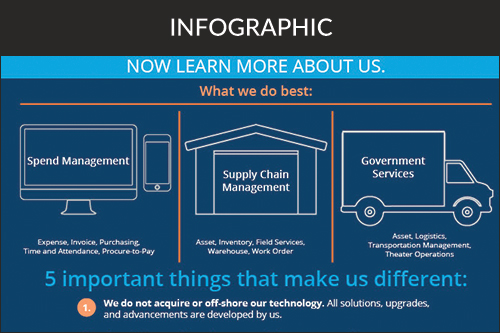 INFOGRAPHIC
NOW LEARN MORE ABOUT US.
What we do best:
Spend Management
Expense, Invoice, Purchasing,
Time and Attendance, Procure-to-Pay
Supply Chain
Management
Asset, Inventory, Field Services,
Warehouse, Work Order
Government
Services
Asset, Logistics,
Transportation Management,
Theater Operations
5 important things that make us different:
1. We do not acquire or off-shore our technology. All solutions, upgrades,
and advancements are developed by us.